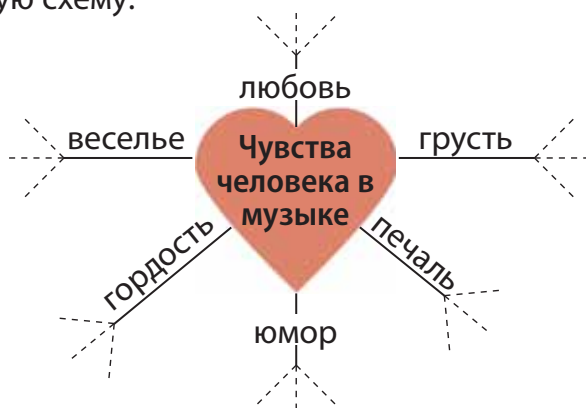 ую схему:
любовь
веселье
грусть
Чувства
человека в
музыке
гордость
печаль
юмор